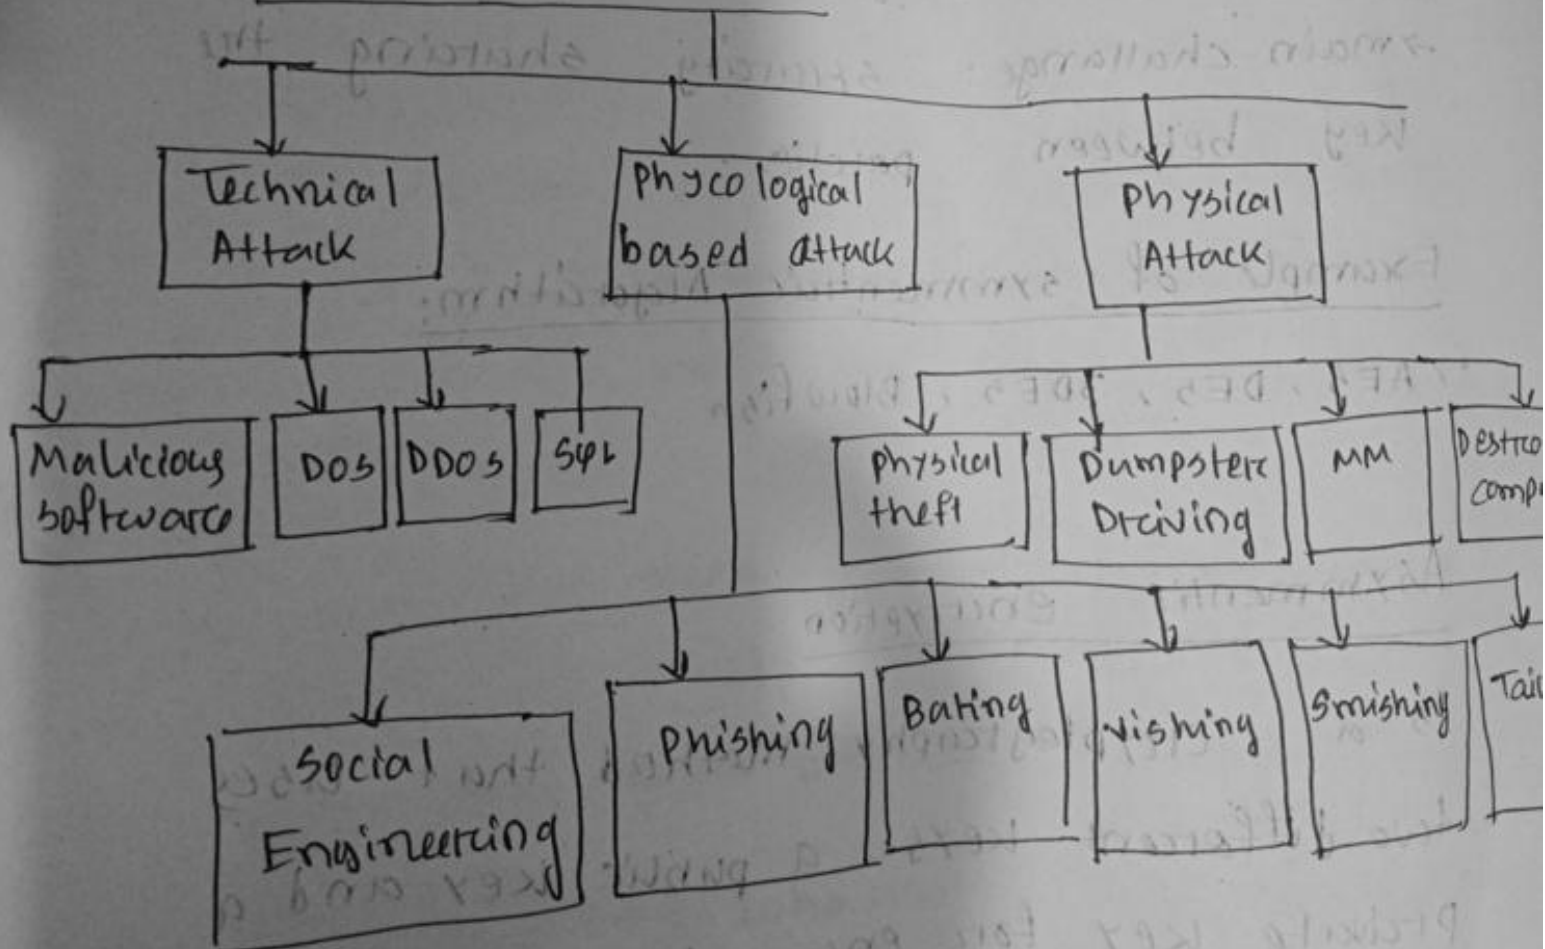 Technical
Attack
Phycological
based attack
Physical
Attack
Malicious
Software
DOS
DDOS
Sql
Physical
theft
Dumpster
Driving
MM
Social
Engineering
Phishing
Bating
Vishing
Smishing